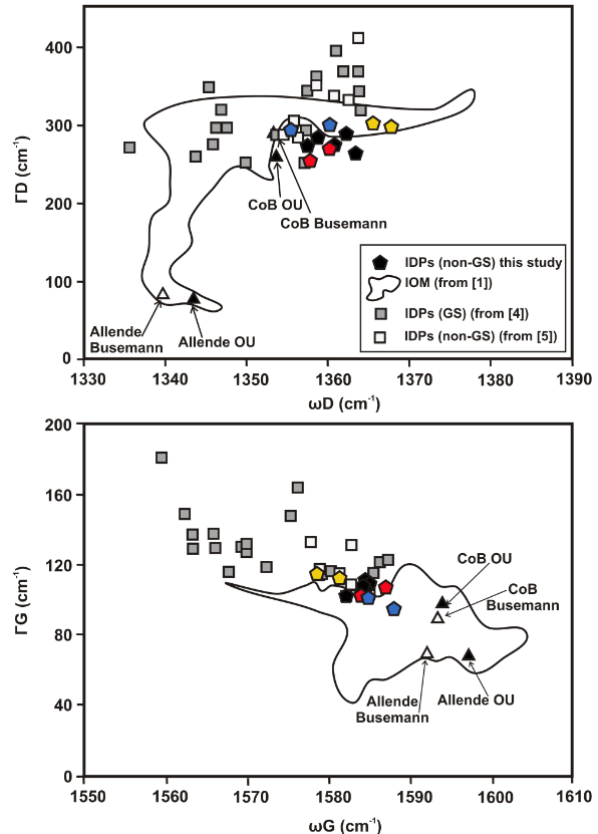 400
300
200
100
0
ΓD (cm⁻¹)
CoB OU
CoB Busemann
Allende
Busemann
Allende OU
IDPs (non-GS) this study
IOM (from [1])
IDPs (GS) (from [4])
IDPs (non-GS) (from [5])
1330 1340 1350 1360 1370 1380 1390
ωD (cm⁻¹)
200
160
120
80
40
0
ΓG (cm⁻¹)
CoB OU
CoB
Busemann
Allende
Busemann
Allende OU
1550 1560 1570 1580 1590 1600 1610
ωG (cm⁻¹)